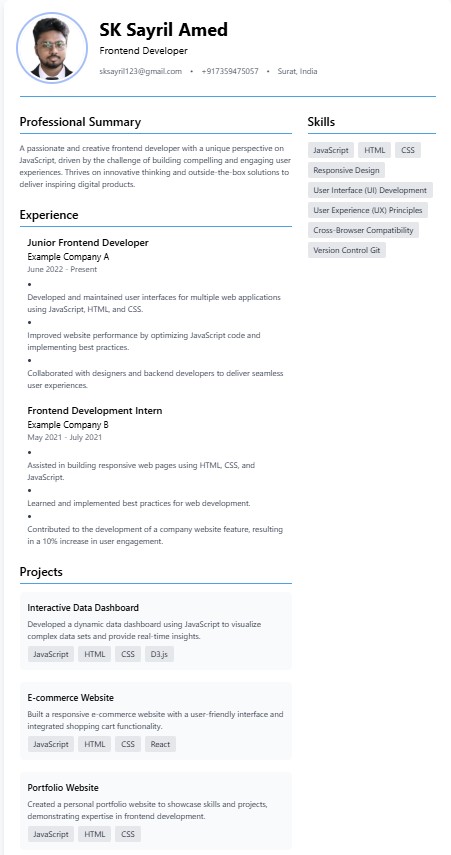 SK Sayril Amed
Frontend Developer
sksayril123@gmail.com • +917359475057 • Surat, India
Professional Summary
A passionate and creative frontend developer with a unique perspective on
JavaScript, driven by the challenge of building compelling and engaging user
experiences. Thrives on innovative thinking and outside-the-box solutions to
deliver inspiring digital products.
Experience
Junior Frontend Developer
Example Company A
June 2022 - Present
•
Developed and maintained user interfaces for multiple web applications
using JavaScript, HTML, and CSS.
•
Improved website performance by optimizing JavaScript code and
implementing best practices.
•
Collaborated with designers and backend developers to deliver seamless
user experiences.
Frontend Development Intern
Example Company B
May 2021 - July 2021
•
Assisted in building responsive web pages using HTML, CSS, and
JavaScript.
•
Learned and implemented best practices for web development.
•
Contributed to the development of a company website feature, resulting
in a 10% increase in user engagement.
Projects
Interactive Data Dashboard
Developed a dynamic data dashboard using JavaScript to visualize
complex data sets and provide real-time insights.
JavaScript HTML CSS D3.js
E-commerce Website
Built a responsive e-commerce website with a user-friendly interface and
integrated shopping cart functionality.
JavaScript HTML CSS React
Portfolio Website
Created a personal portfolio website to showcase skills and projects,
demonstrating expertise in frontend development.
JavaScript HTML CSS
Skills
JavaScript HTML CSS
Responsive Design
User Interface (UI) Development
User Experience (UX) Principles
Cross-Browser Compatibility
Version Control Git